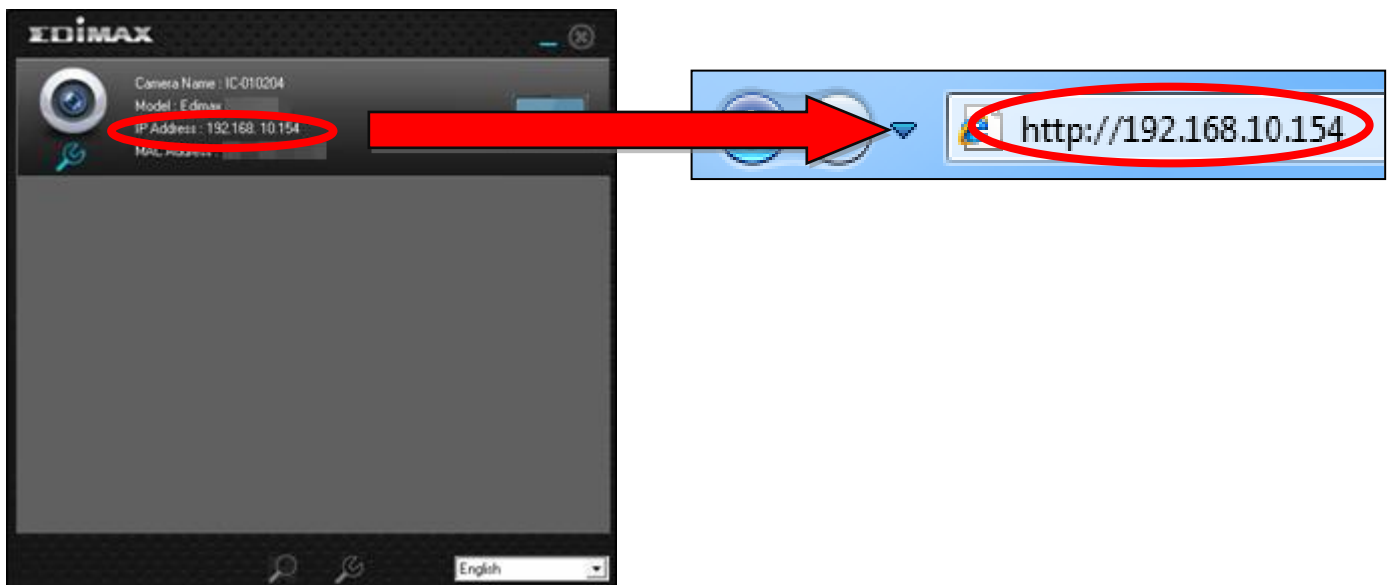 EDiMAX
Camera Name : IC-010204
Model : Edimax
IP Address : 192.168. 10.154
MAC Address :
English
http://192.168.10.154